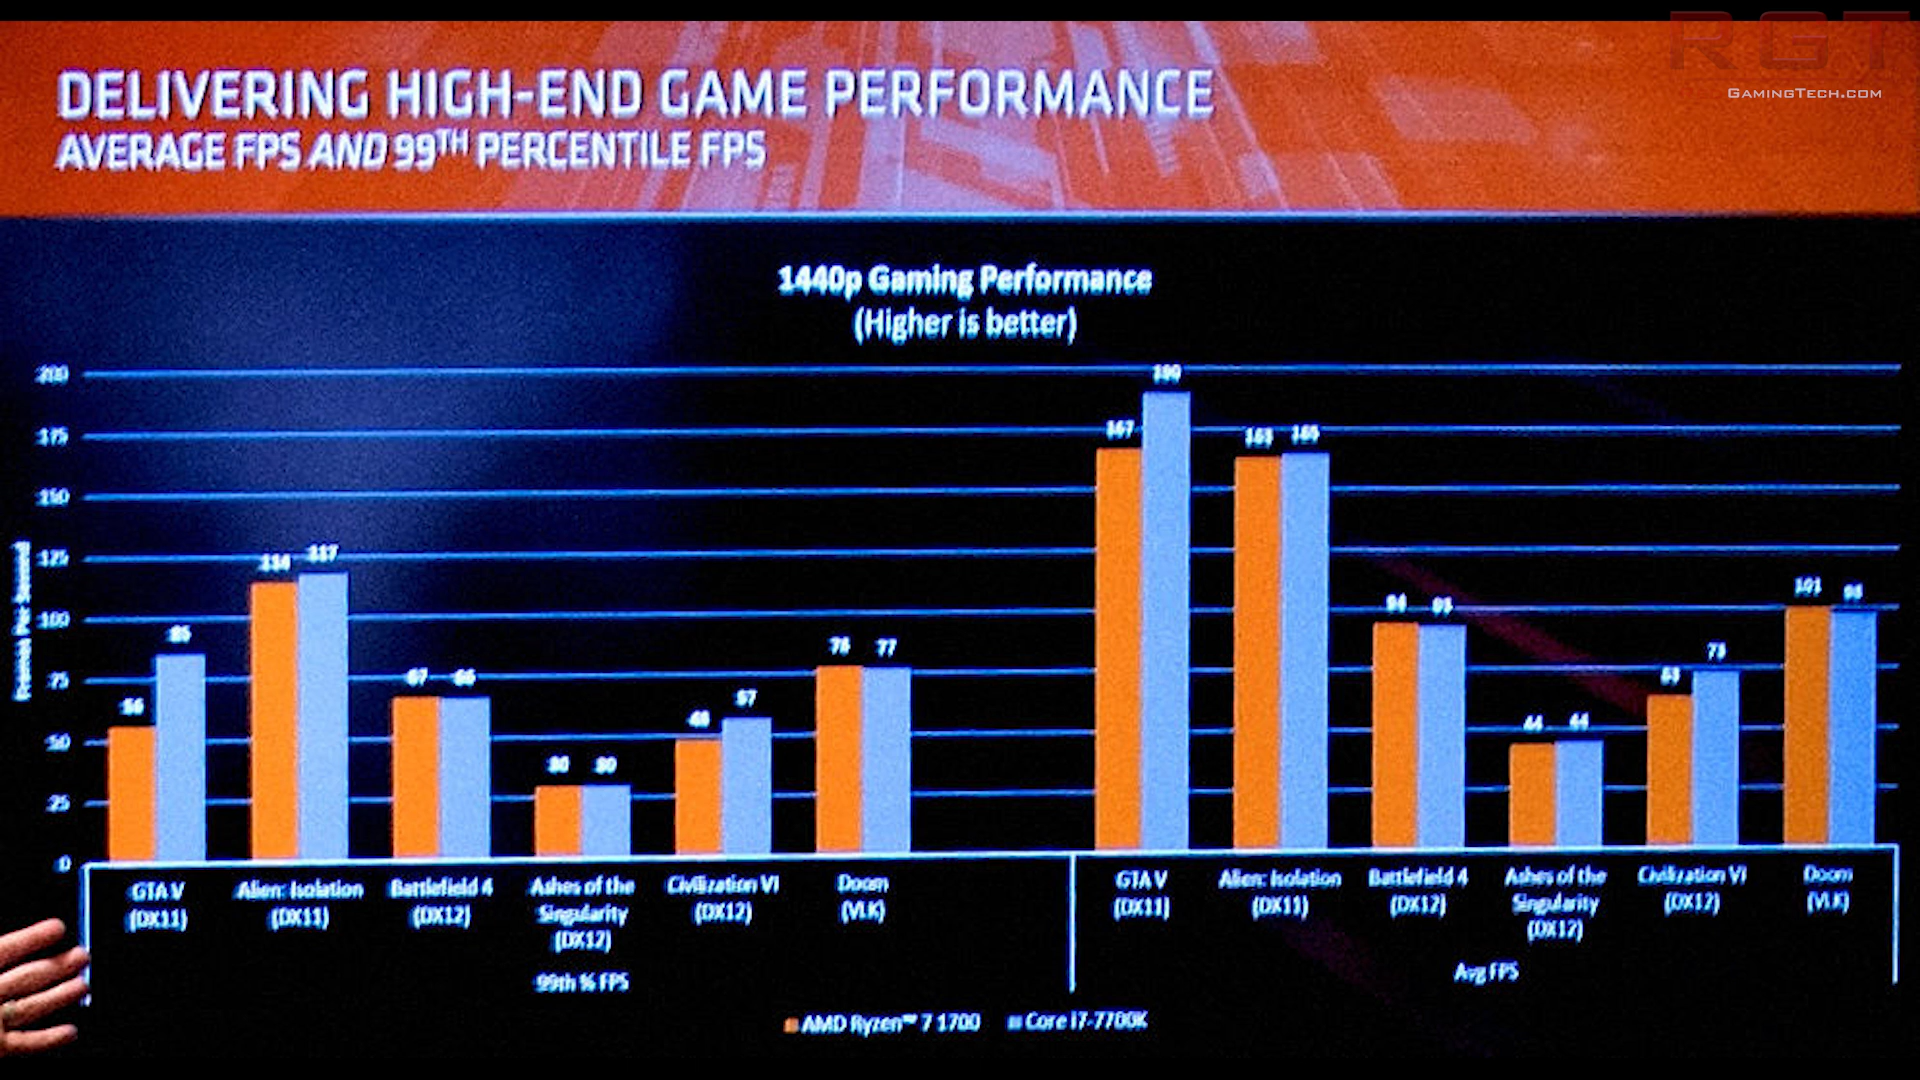 RGT
GAMINGTECH.COM
DELIVERING HIGH-END GAME PERFORMANCE
AVERAGE FPS AND 99TH PERCENTILE FPS
1440p Gaming Performance
(Higher is better)
Frames Per Second
200
175
150
125
100
75
50
25
0
56 85
114 117
67 66
30 30
48 57
78 77
167 190
163 165
94 93
44 44
63 73
101 98
GTA V
(DX11)
Alien: Isolation
(DX11)
Battlefield 4
(DX12)
Ashes of the
Singularity
(DX12)
Civilization VI
(DX12)
Doom
(VLK)
99th % FPS
GTA V
(DX11)
Alien: Isolation
(DX11)
Battlefield 4
(DX12)
Ashes of the
Singularity
(DX12)
Civilization VI
(DX12)
Doom
(VLK)
Avg FPS
AMD Ryzen™ 7 1700 Core i7-7700K